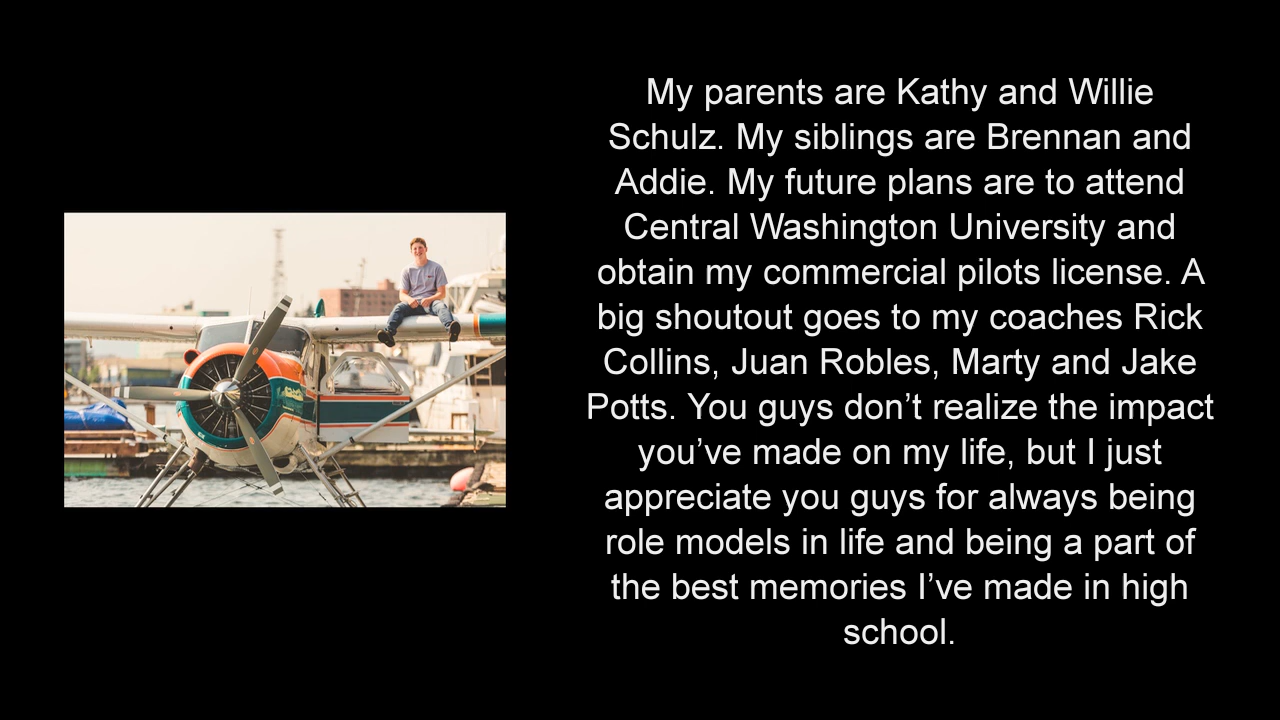 My parents are Kathy and Willie
Schulz. My siblings are Brennan and
Addie. My future plans are to attend
Central Washington University and
obtain my commercial pilots license. A
big shoutout goes to my coaches Rick
Collins, Juan Robles, Marty and Jake
Potts. You guys don’t realize the impact
you’ve made on my life, but I just
appreciate you guys for always being
role models in life and being a part of
the best memories I’ve made in high
school.